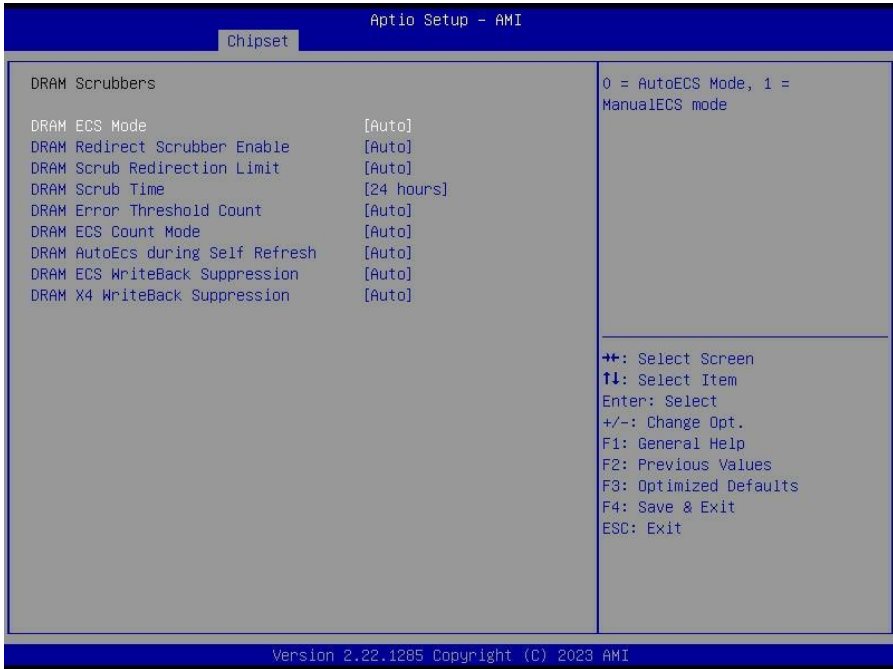 Aptio Setup - AMI
Chipset
DRAM Scrubbers
DRAM ECS Mode [Auto]
DRAM Redirect Scrubber Enable [Auto]
DRAM Scrub Redirection Limit [Auto]
DRAM Scrub Time [24 hours]
DRAM Error Threshold Count [Auto]
DRAM ECS Count Mode [Auto]
DRAM AutoEcs during Self Refresh [Auto]
DRAM ECS WriteBack Suppression [Auto]
DRAM X4 WriteBack Suppression [Auto]
0 = AutoECS Mode, 1 =
ManualECS mode
→←: Select Screen
↑↓: Select Item
Enter: Select
+/-: Change Opt.
F1: General Help
F2: Previous Values
F3: Optimized Defaults
F4: Save & Exit
ESC: Exit
Version 2.22.1285 Copyright (C) 2023 AMI